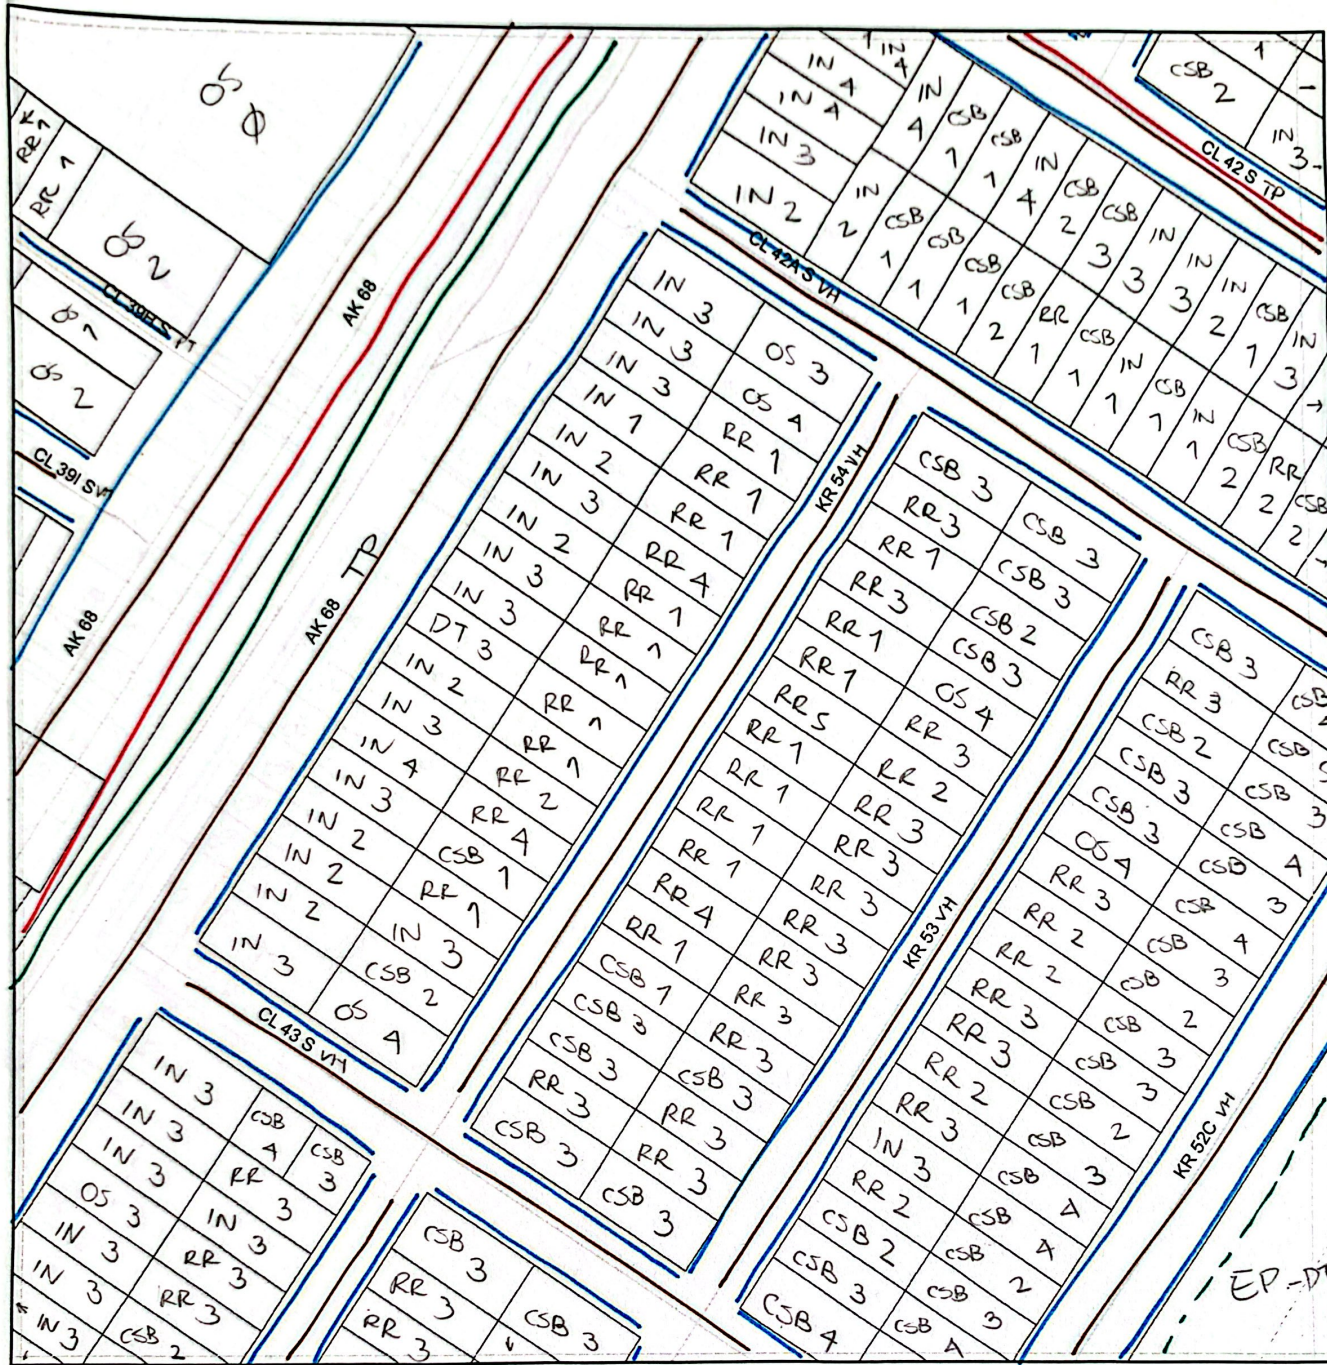 OS Ø
RR 1
RR 1
OS 2
CL 39H S
OS 1
OS 2
CL 39I S VH
AK 68
AK 68
AK 68
TP
IN 4
IN 4
IN 4
IN 3
IN 2
IN 4
CSB 1
CSB 1
IN 4
CSB 2
CSB 3
IN 3
IN 3
IN 2
CSB 1
IN 3
IN 2
CSB 1
CSB 1
CSB 1
CSB 2
RR 1
CSB 1
IN 1
CSB 1
IN 1
CSB 2
RR 2
CSB 2
CSB 2
1
IN 3
CL 42 S TP
CL 42A S VH
IN 3
OS 3
IN 3
OS 4
IN 3
RR 1
IN 1
RR 1
IN 2
RR 1
IN 3
RR 4
IN 2
RR 1
IN 3
RR 1
IN 3
RR 1
DT 3
RR 1
IN 2
RR 1
IN 3
RR 2
IN 4
RR 4
IN 3
CSB 1
IN 2
RR 1
IN 2
IN 3
IN 2
CSB 2
IN 3
OS 4
KR 54 VH
CSB 3
CSB 3
RR 3
CSB 3
RR 1
CSB 2
RR 3
CSB 3
RR 1
OS 4
RR 1
RR 3
RR 5
RR 2
RR 1
RR 3
RR 1
RR 3
RR 1
RR 3
RR 1
RR 3
RR 4
RR 3
RR 1
RR 3
CSB 1
RR 3
CSB 3
CSB 3
CSB 3
RR 3
RR 3
RR 3
CSB 3
CSB 3
KR 53 VH
CSB 3
CSB
RR 3
CSB
CSB 2
CSB 3
CSB 3
CSB 4
CSB 3
CSB 3
OS 4
CSB 4
RR 3
CSB 3
RR 2
CSB 2
RR 2
CSB 3
RR 3
CSB 3
RR 3
CSB 2
RR 2
CSB 3
RR 3
CSB 4
IN 3
CSB 4
RR 2
CSB 2
CSB 2
CSB 3
CSB 3
CSB 4
CSB 4
KR 52C VH
EP-DT
CL 43 S VH
IN 3
CSB 4
CSB 3
IN 3
RR 3
IN 3
IN 3
OS 3
RR 3
IN 3
RR 3
IN 3
CSB 2
IN 3
CSB 3
RR 3
CSB 3
RR 3